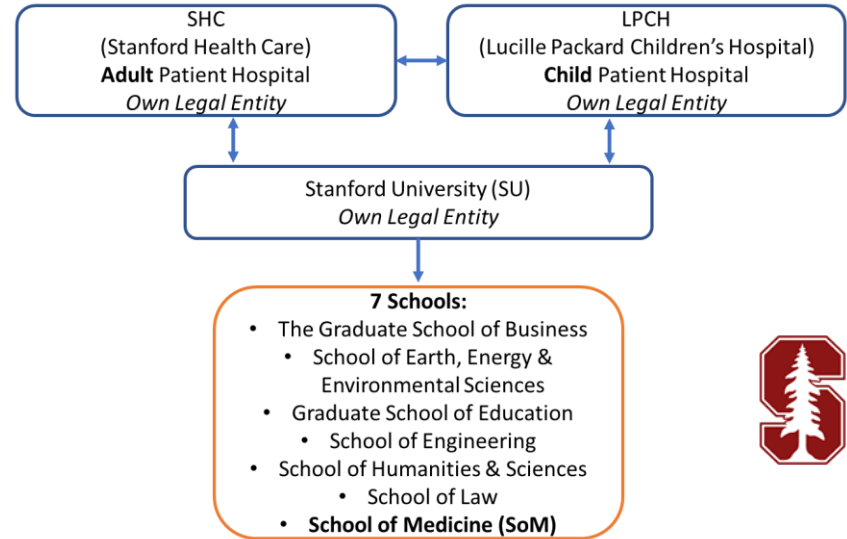 SHC
(Stanford Health Care)
Adult Patient Hospital
Own Legal Entity
LPCH
(Lucille Packard Children's Hospital)
Child Patient Hospital
Own Legal Entity
Stanford University (SU)
Own Legal Entity
7 Schools:
• The Graduate School of Business
• School of Earth, Energy &
Environmental Sciences
• Graduate School of Education
• School of Engineering
• School of Humanities & Sciences
• School of Law
• School of Medicine (SoM)
S